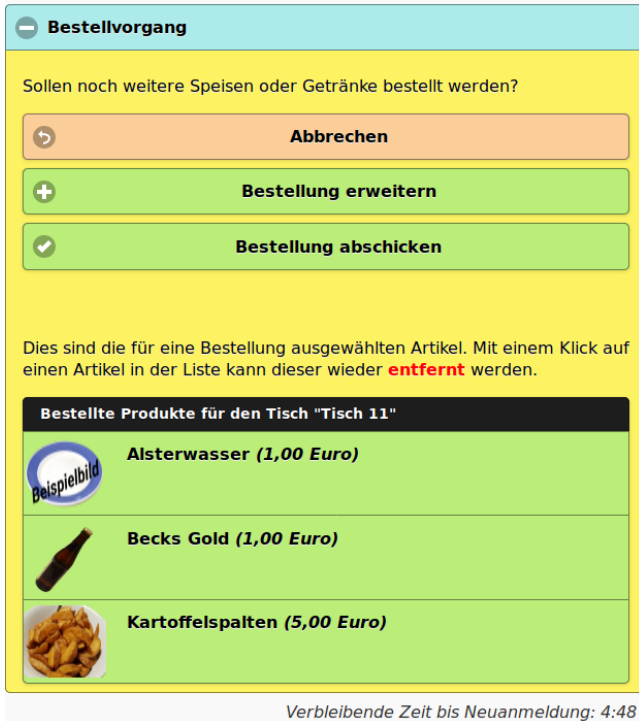 Bestellvorgang
Sollen noch weitere Speisen oder Getränke bestellt werden?
Abbrechen
Bestellung erweitern
Bestellung abschicken
Dies sind die für eine Bestellung ausgewählten Artikel. Mit einem Klick auf
einen Artikel in der Liste kann dieser wieder entfernt werden.
Bestellte Produkte für den Tisch "Tisch 11"
Beispielbild
Alsterwasser (1,00 Euro)
Becks Gold (1,00 Euro)
Kartoffelspalten (5,00 Euro)
Verbleibende Zeit bis Neuanmeldung: 4:48